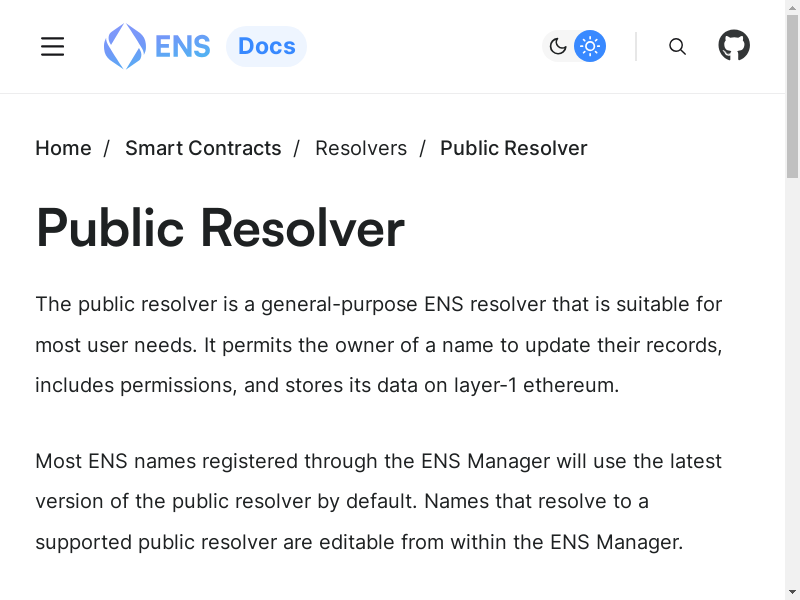 ENS Docs
Home / Smart Contracts / Resolvers / Public Resolver
Public Resolver
The public resolver is a general-purpose ENS resolver that is suitable for
most user needs. It permits the owner of a name to update their records,
includes permissions, and stores its data on layer-1 ethereum.
Most ENS names registered through the ENS Manager will use the latest
version of the public resolver by default. Names that resolve to a
supported public resolver are editable from within the ENS Manager.